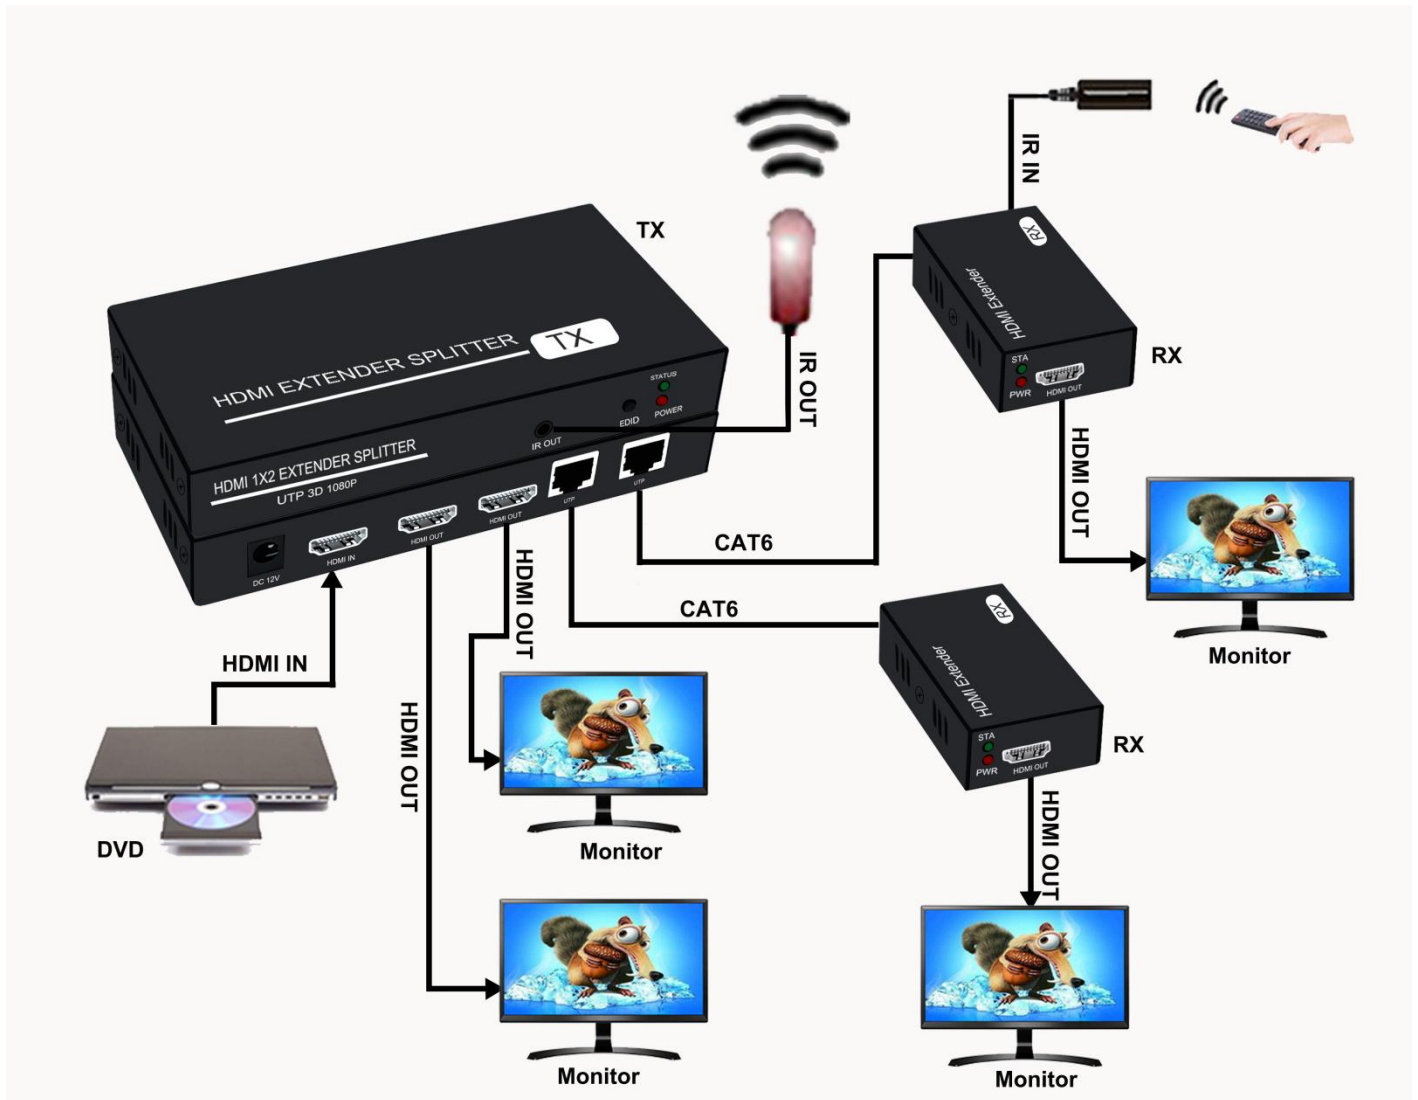 TX
HDMI EXTENDER SPLITTER TX
HDMI 1X2 EXTENDER SPLITTER
UTP 3D 1080P
IR OUT
EDID
STATUS
POWER
DC 12V
HDMI IN
HDMI OUT
HDMI OUT
UTP
UTP
IR OUT
IR IN
RX
HDMI Extender
STA
PWR
HDMI OUT
RX
HDMI OUT
CAT6
CAT6
HDMI OUT
HDMI OUT
HDMI IN
DVD
RX
HDMI Extender
STA
PWR
HDMI OUT
RX
HDMI OUT
Monitor
Monitor
Monitor
Monitor